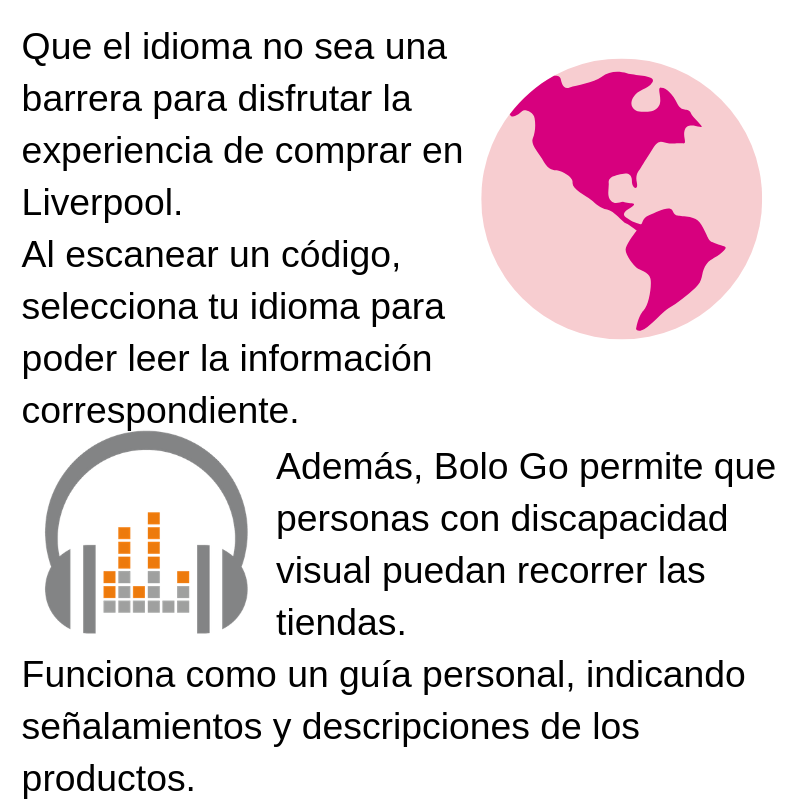 Que el idioma no sea una
barrera para disfrutar la
experiencia de comprar en
Liverpool.
Al escanear un código,
selecciona tu idioma para
poder leer la información
correspondiente.
Además, Bolo Go permite que
personas con discapacidad
visual puedan recorrer las
tiendas.
Funciona como un guía personal, indicando
señalamientos y descripciones de los
productos.